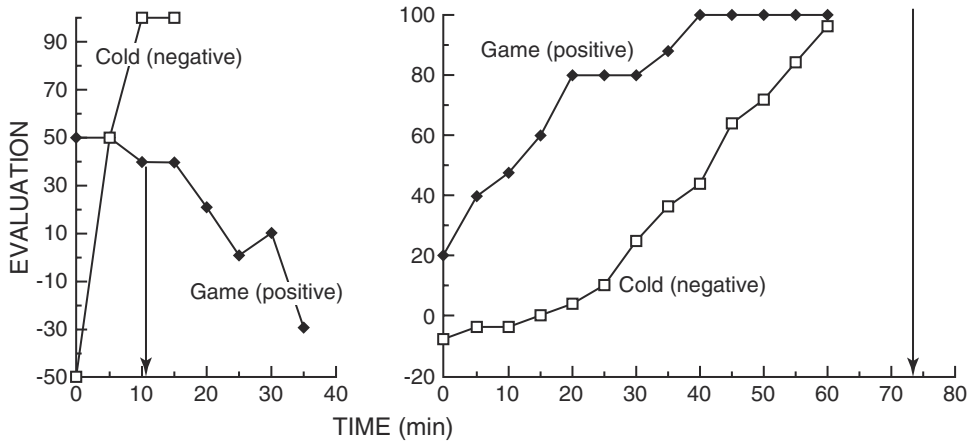 EVALUATION
90
70
50
30
10
-10
-30
-50
Cold (negative)
Game (positive)
0 10 20 30 40
100
80
60
40
20
0
-20
Game (positive)
Cold (negative)
0 10 20 30 40 50 60 70 80
TIME (min)